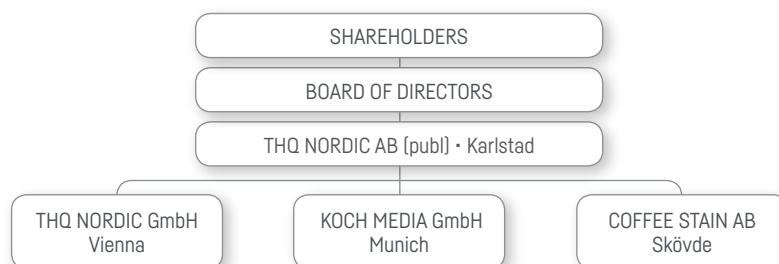 SHAREHOLDERS
BOARD OF DIRECTORS
THQ NORDIC AB (publ) • Karlstad
THQ NORDIC GmbH
Vienna
KOCH MEDIA GmbH
Munich
COFFEE STAIN AB
Skövde